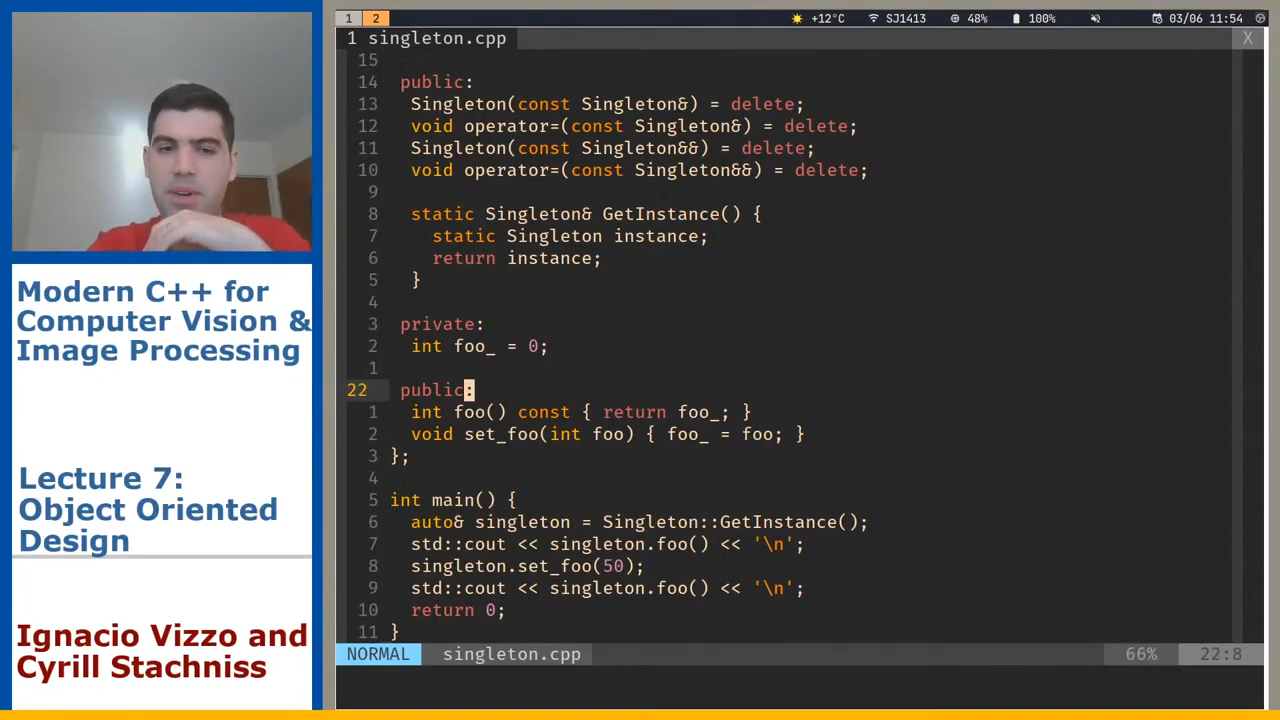 1 2 +12°C SJ1413 48% 100% 03/06 11:54
1 singleton.cpp X
15
14 public:
13 Singleton(const Singleton&) = delete;
12 void operator=(const Singleton&) = delete;
11 Singleton(const Singleton&&) = delete;
10 void operator=(const Singleton&&) = delete;
9
8 static Singleton& GetInstance() {
7 static Singleton instance;
6 return instance;
5 }
4
3 private:
2 int foo_ = 0;
1
22 public:
1 int foo() const { return foo_; }
2 void set_foo(int foo) { foo_ = foo; }
3 };
4
5 int main() {
6 auto& singleton = Singleton::GetInstance();
7 std::cout << singleton.foo() << '\n';
8 singleton.set_foo(50);
9 std::cout << singleton.foo() << '\n';
10 return 0;
11 }
NORMAL singleton.cpp 66% 22:8
Modern C++ for
Computer Vision &
Image Processing
Lecture 7:
Object Oriented
Design
Ignacio Vizzo and
Cyrill Stachniss